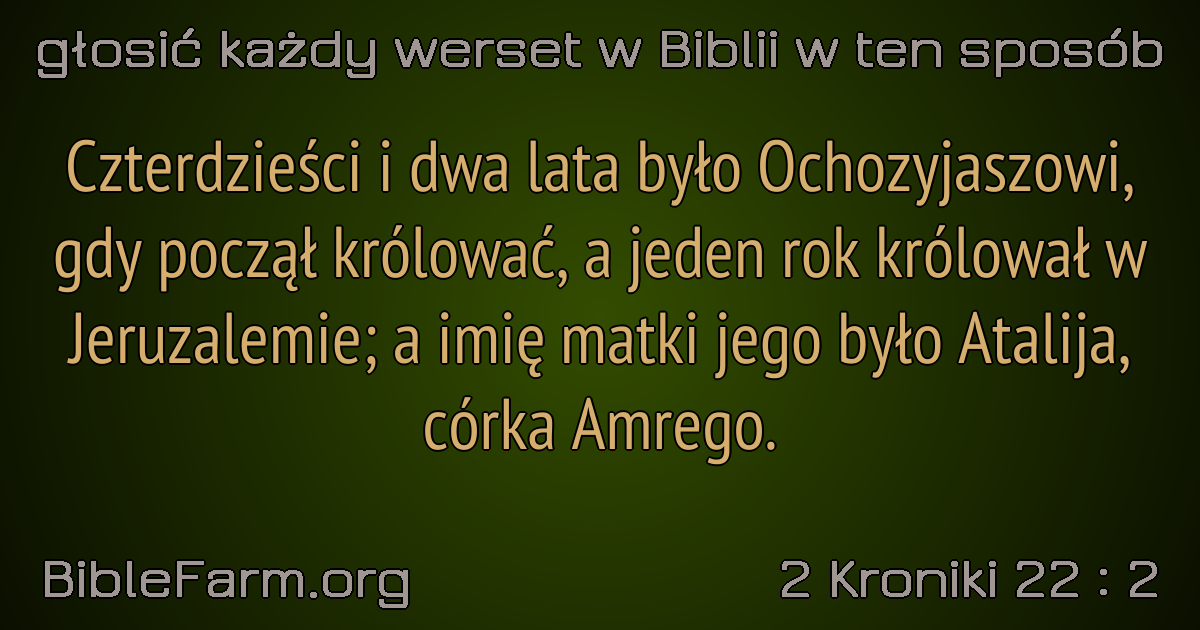 głosić każdy werset w Biblii w ten sposób
Czterdzieści i dwa lata było Ochozyjaszowi,
gdy począł królować, a jeden rok królował w
Jeruzalemie; a imię matki jego było Atalija,
córka Amrego.
BibleFarm.org
2 Kroniki 22 : 2